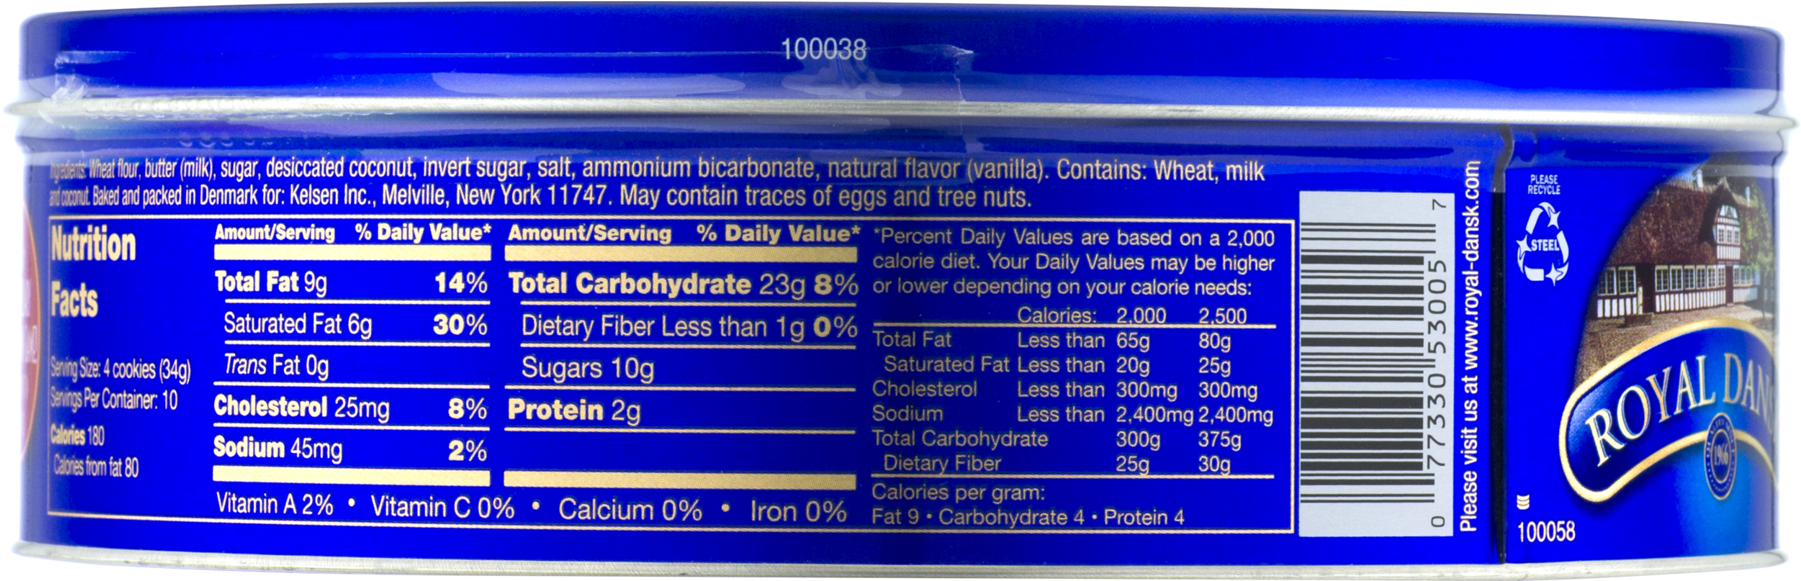 100038
Ingredients: Wheat flour, butter (milk), sugar, desiccated coconut, invert sugar, salt, ammonium bicarbonate, natural flavor (vanilla). Contains: Wheat, milk
and coconut. Baked and packed in Denmark for: Kelsen Inc., Melville, New York 11747. May contain traces of eggs and tree nuts.
Nutrition
Facts
Serving Size: 4 cookies (34g)
Servings Per Container: 10
Calories 180
Calories from fat 80
Amount/Serving % Daily Value*
Total Fat 9g 14%
Saturated Fat 6g 30%
Trans Fat 0g
Cholesterol 25mg 8%
Sodium 45mg 2%
Amount/Serving % Daily Value*
Total Carbohydrate 23g 8%
Dietary Fiber Less than 1g 0%
Sugars 10g
Protein 2g
Vitamin A 2% • Vitamin C 0% • Calcium 0% • Iron 0%
*Percent Daily Values are based on a 2,000
calorie diet. Your Daily Values may be higher
or lower depending on your calorie needs:
Calories: 2,000 2,500
Total Fat Less than 65g 80g
Saturated Fat Less than 20g 25g
Cholesterol Less than 300mg 300mg
Sodium Less than 2,400mg 2,400mg
Total Carbohydrate 300g 375g
Dietary Fiber 25g 30g
Calories per gram:
Fat 9 • Carbohydrate 4 • Protein 4
0 77330 53005 7
Please visit us at www.royal-dansk.com
PLEASE
RECYCLE
STEEL
ROYAL DAN
1966
100058